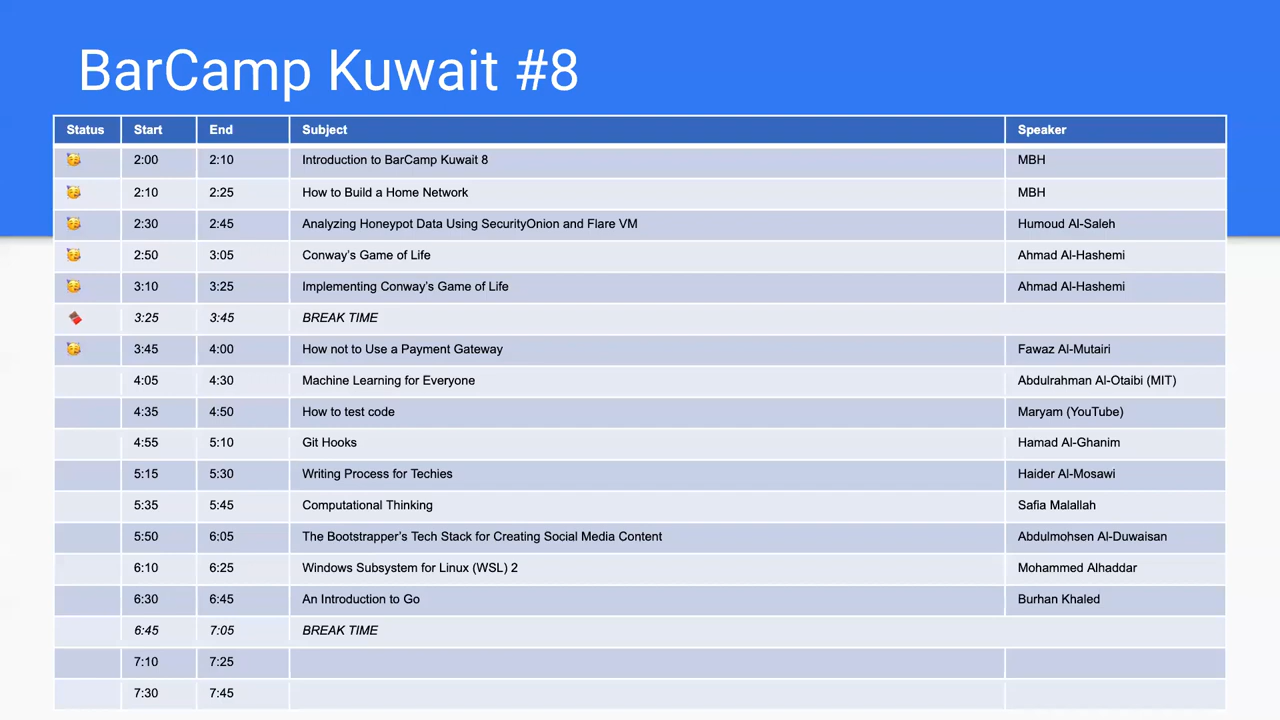 BarCamp Kuwait #8
Status Start End Subject Speaker
2:00 2:10 Introduction to BarCamp Kuwait 8 MBH
2:10 2:25 How to Build a Home Network MBH
2:30 2:45 Analyzing Honeypot Data Using SecurityOnion and Flare VM Humoud Al-Saleh
2:50 3:05 Conway's Game of Life Ahmad Al-Hashemi
3:10 3:25 Implementing Conway's Game of Life Ahmad Al-Hashemi
3:25 3:45 BREAK TIME
3:45 4:00 How not to Use a Payment Gateway Fawaz Al-Mutairi
4:05 4:30 Machine Learning for Everyone Abdulrahman Al-Otaibi (MIT)
4:35 4:50 How to test code Maryam (YouTube)
4:55 5:10 Git Hooks Hamad Al-Ghanim
5:15 5:30 Writing Process for Techies Haider Al-Mosawi
5:35 5:45 Computational Thinking Safia Malallah
5:50 6:05 The Bootstrapper's Tech Stack for Creating Social Media Content Abdulmohsen Al-Duwaisan
6:10 6:25 Windows Subsystem for Linux (WSL) 2 Mohammed Alhaddar
6:30 6:45 An Introduction to Go Burhan Khaled
6:45 7:05 BREAK TIME
7:10 7:25
7:30 7:45